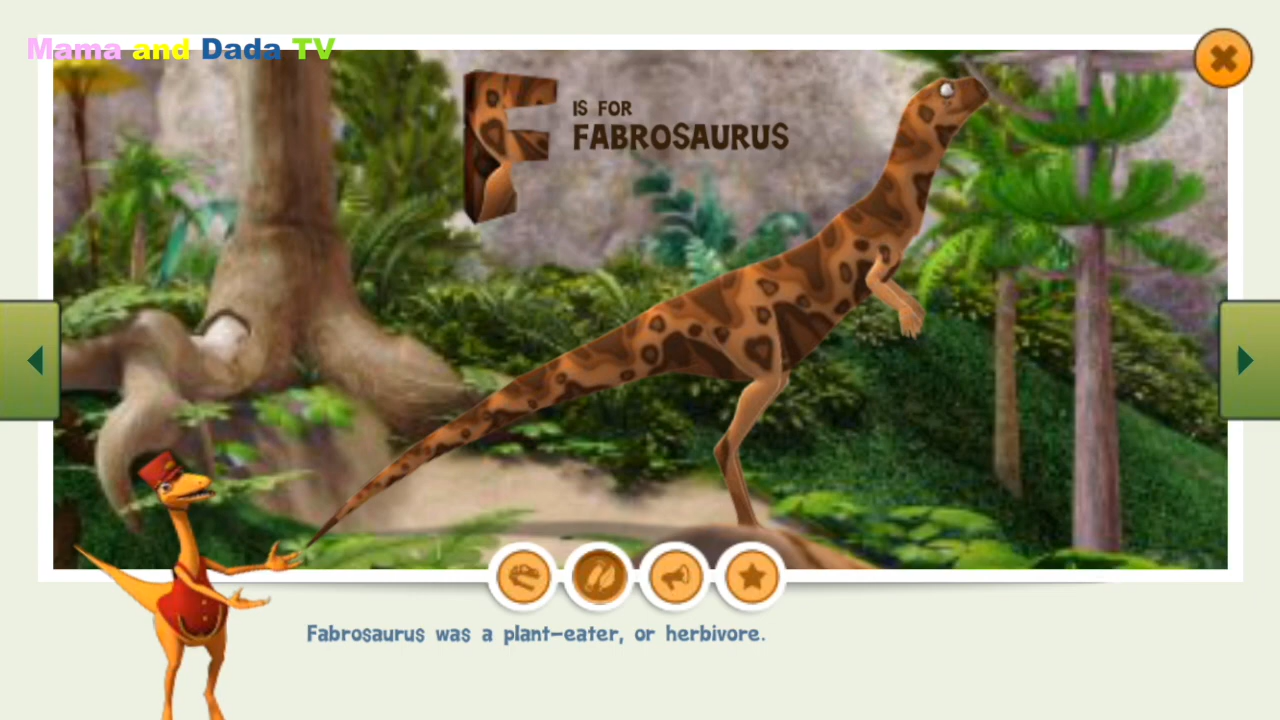 Mama and Dada TV
F
IS FOR
FABROSAURUS
Fabrosaurus was a plant-eater, or herbivore.